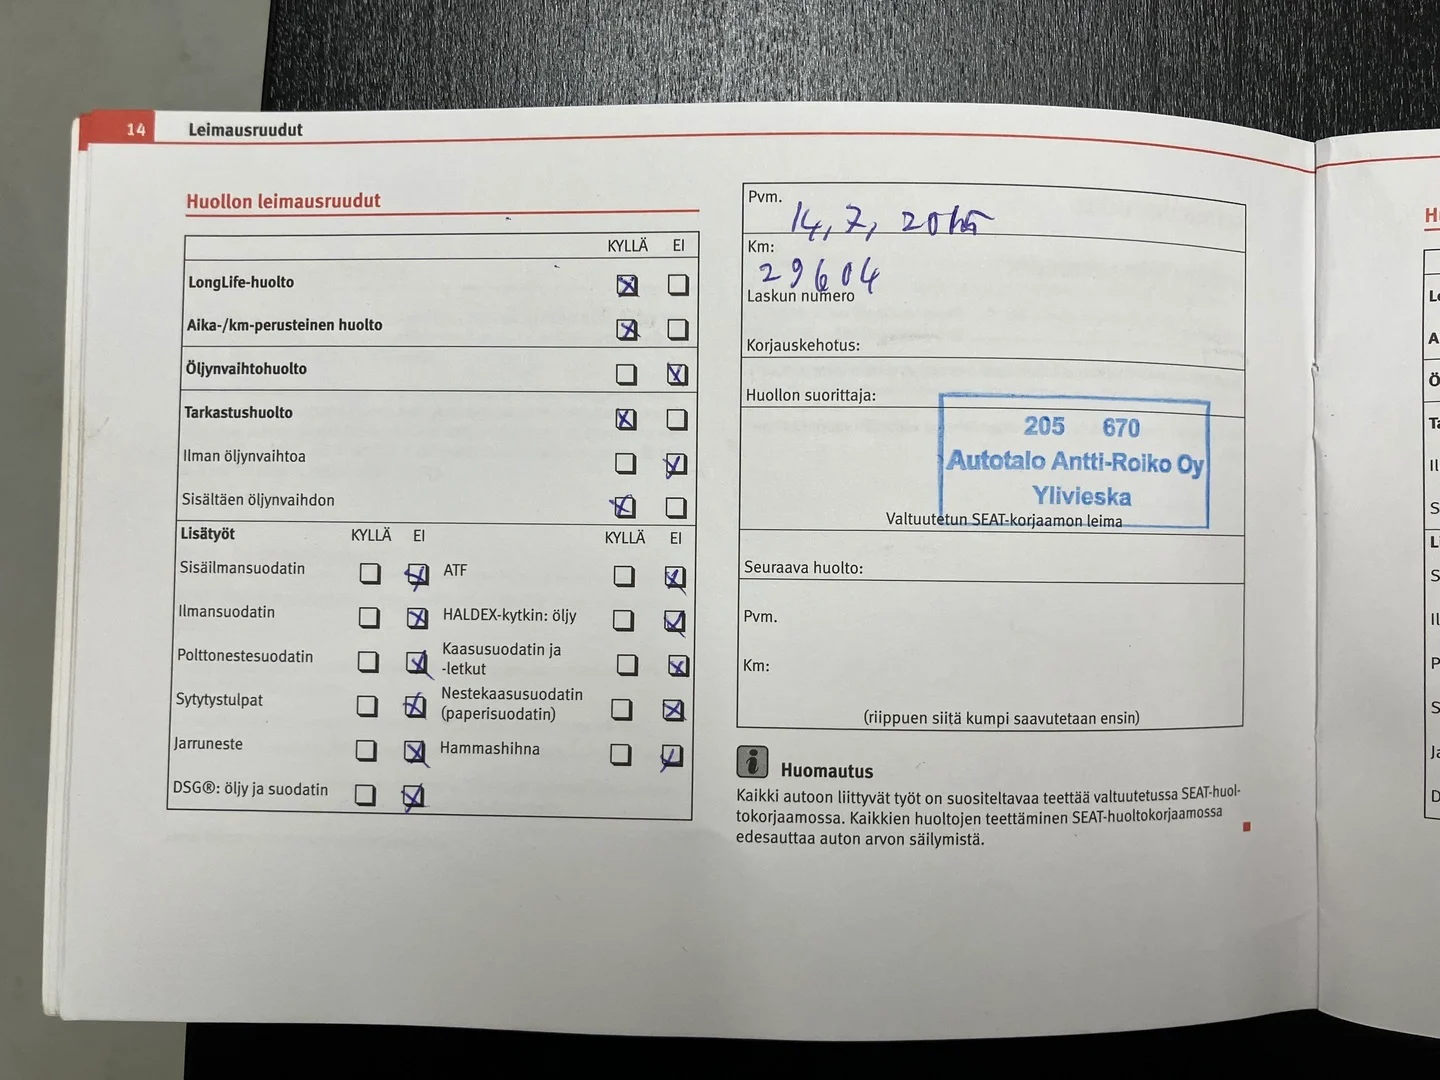 14 Leimausruudut
Huollon leimausruudut
KYLLÄ EI
LongLife-huolto
Aika-/km-perusteinen huolto
Öljynvaihtohuolto
Tarkastushuolto
Ilman öljynvaihtoa
Sisältäen öljynvaihdon
Lisätyöt KYLLÄ EI KYLLÄ EI
Sisäilmansuodatin ATF
Ilmansuodatin HALDEX-kytkin: öljy
Polttonestesuodatin Kaasusuodatin ja
-letkut
Sytytystulpat Nestekaasusuodatin
(paperisuodatin)
Jarruneste Hammashihna
DSG®: öljy ja suodatin
Pvm.
14, 7,
Km:
29604
Laskun numero
Korjauskehotus:
Huollon suorittaja:
205 670
Autotalo Antti-Roiko Oy
Ylivieska
Valtuutetun SEAT-korjaamon leima
Seuraava huolto:
Pvm.
Km:
(riippuen siitä kumpi saavutetaan ensin)
i Huomautus
Kaikki autoon liittyvät työt on suositeltavaa teettää valtuutetussa SEAT-huol-
tokorjaamossa. Kaikkien huoltojen teettäminen SEAT-huoltokorjaamossa
edesauttaa auton arvon säilymistä.